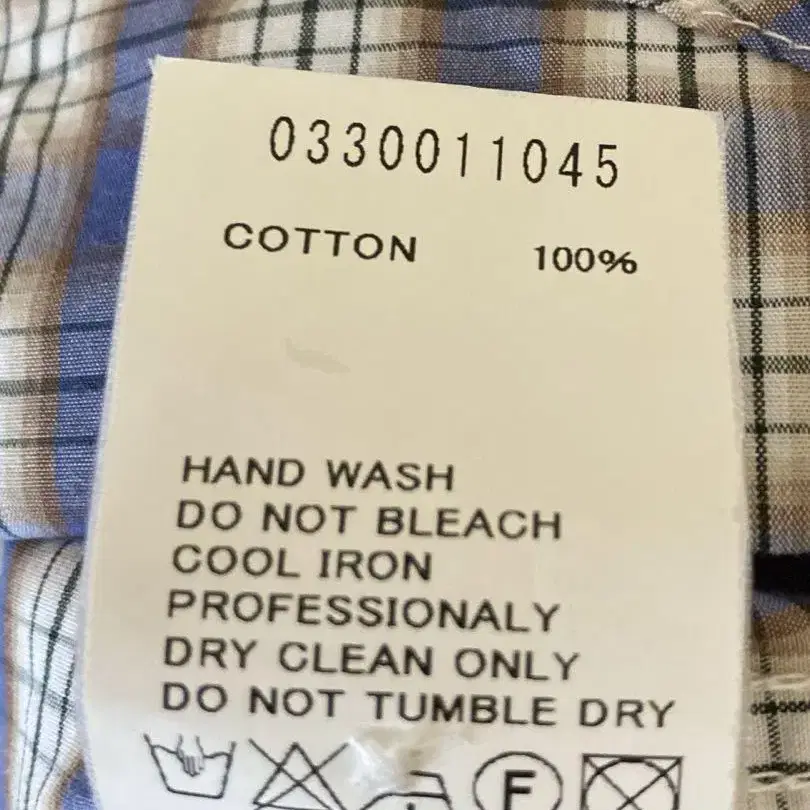 0330011045
COTTON 100%
HAND WASH
DO NOT BLEACH
COOL IRON
PROFESSIONALY
DRY CLEAN ONLY
DO NOT TUMBLE DRY
F